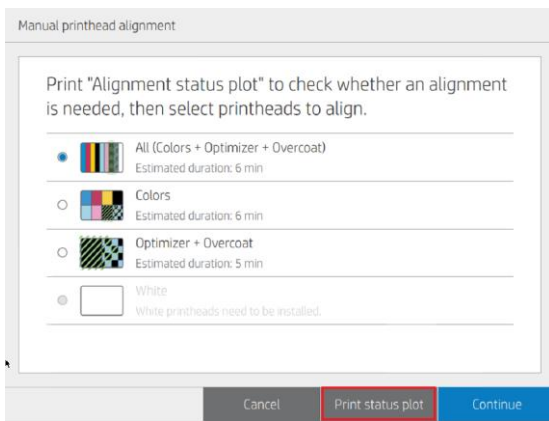 Manual printhead alignment
Print "Alignment status plot" to check whether an alignment
is needed, then select printheads to align.
All (Colors + Optimizer + Overcoat)
Estimated duration: 6 min
Colors
Estimated duration: 6 min
Optimizer + Overcoat
Estimated duration: 5 min
White
White printheads need to be installed.
Cancel
Print status plot
Continue